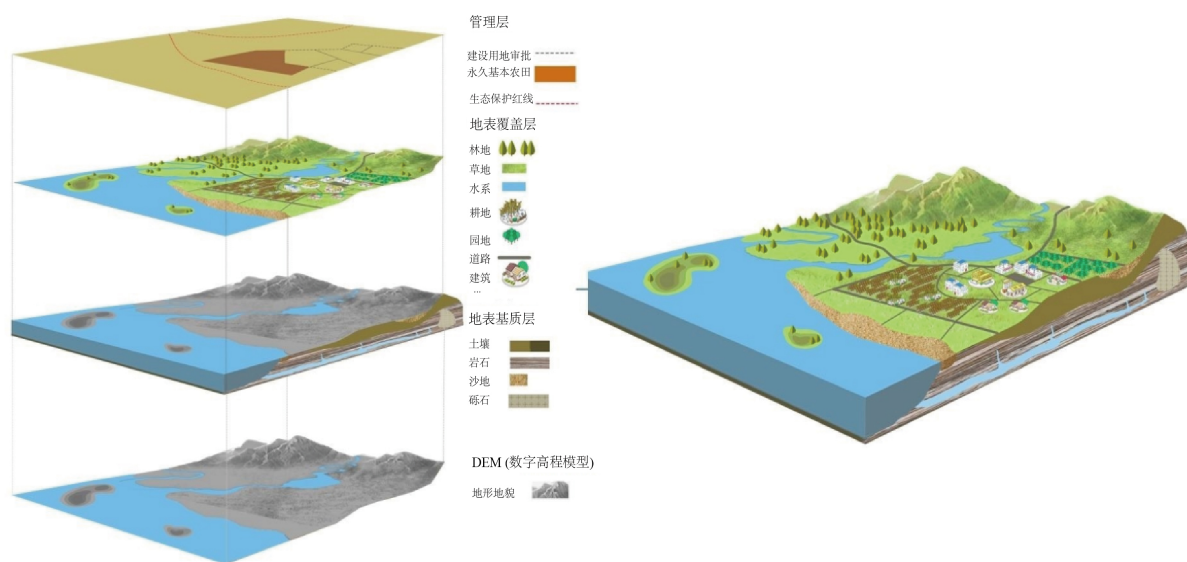 管理层
建设用地审批
永久基本农田
生态保护红线
地表覆盖层
林地
草地
水系
耕地
园地
道路
建筑
...
地表基质层
土壤
岩石
沙地
砾石
DEM (数字高程模型)
地形地貌